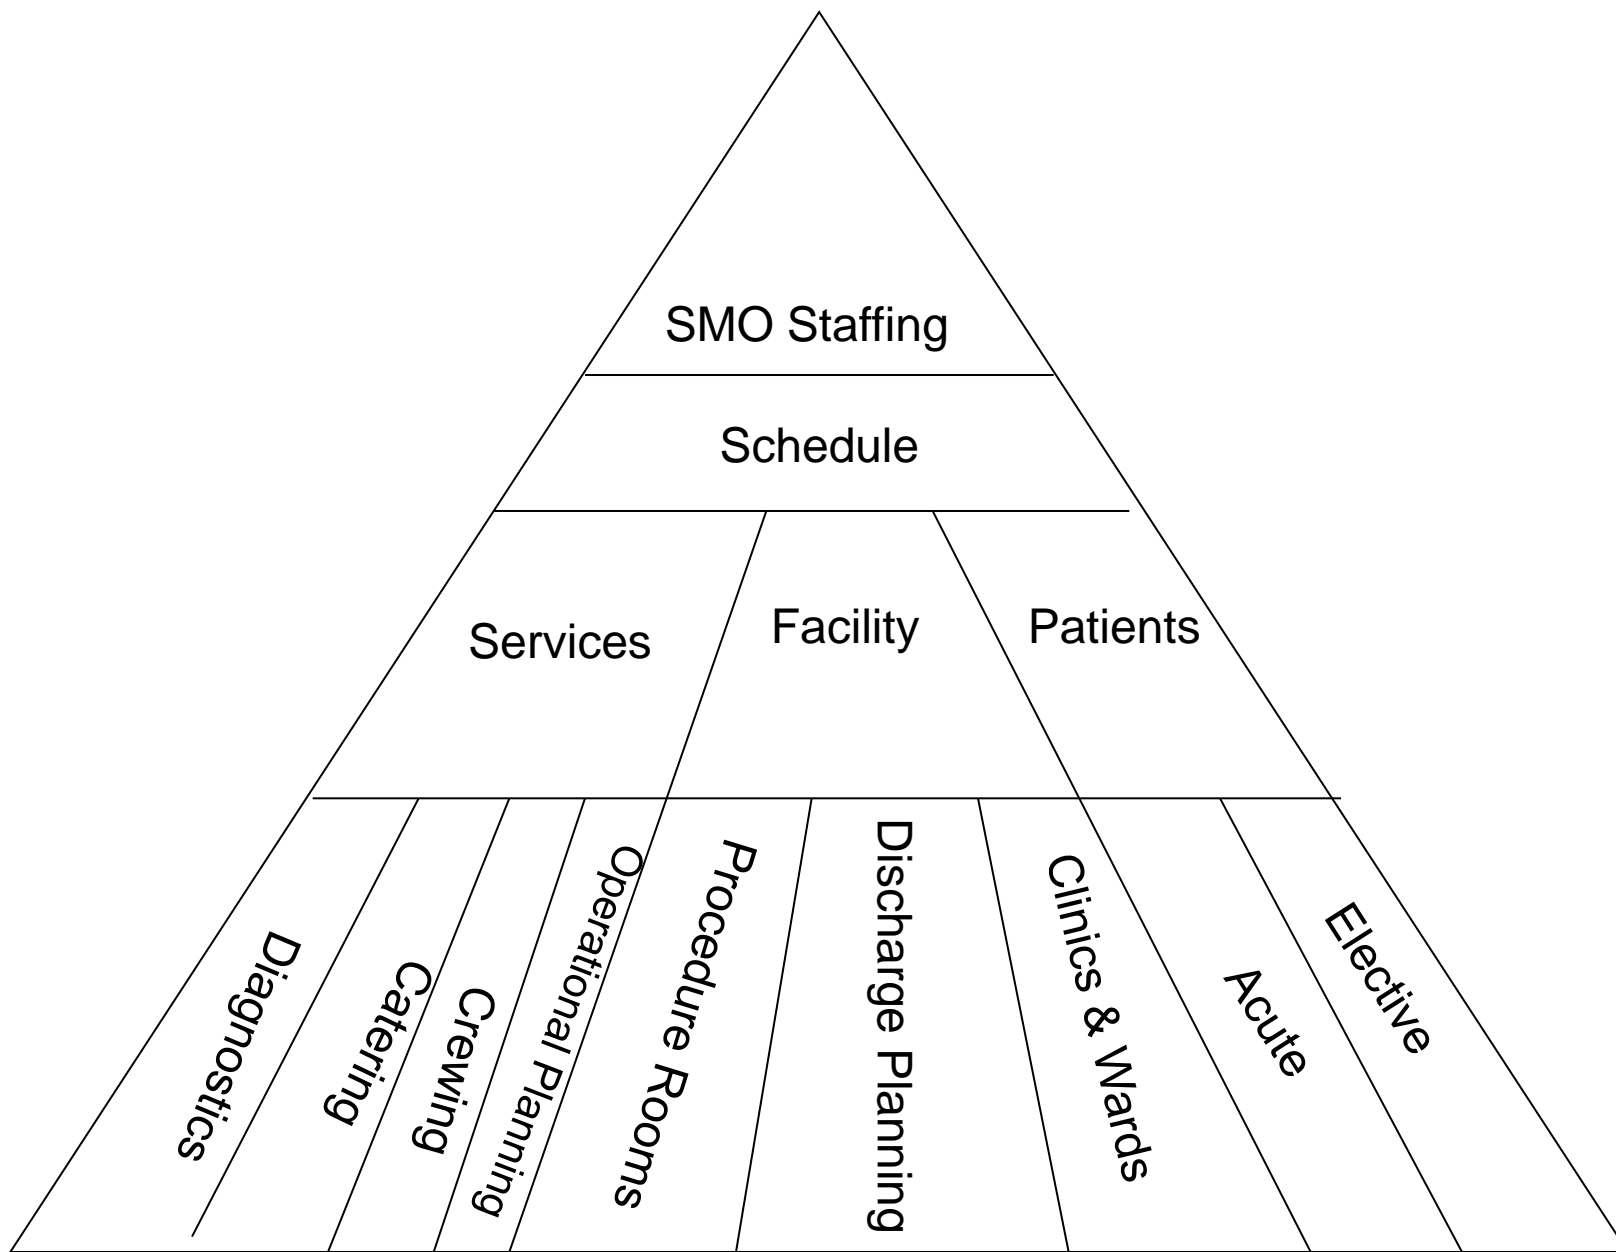 SMO Staffing
Schedule
Services
Facility
Patients
Diagnostics
Catering
Crewing
Operational Planning
Procedure Rooms
Discharge Planning
Clinics & Wards
Acute
Elective